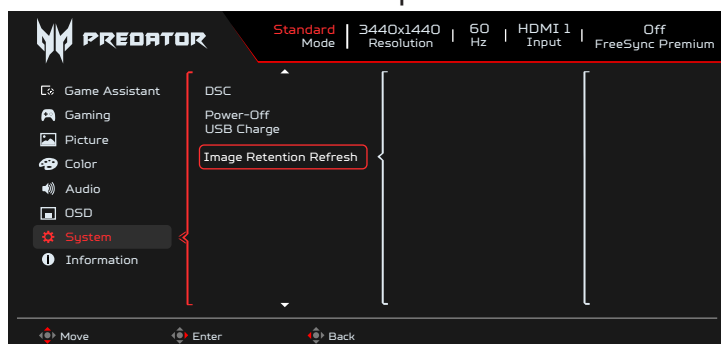 PREDATOR
Standard
Mode
3440x1440
Resolution
60
Hz
HDMI 1
Input
Off
FreeSync Premium
Game Assistant
Gaming
Picture
Color
Audio
OSD
System
Information
DSC
Power-Off
USB Charge
Image Retention Refresh
Move
Enter
Back